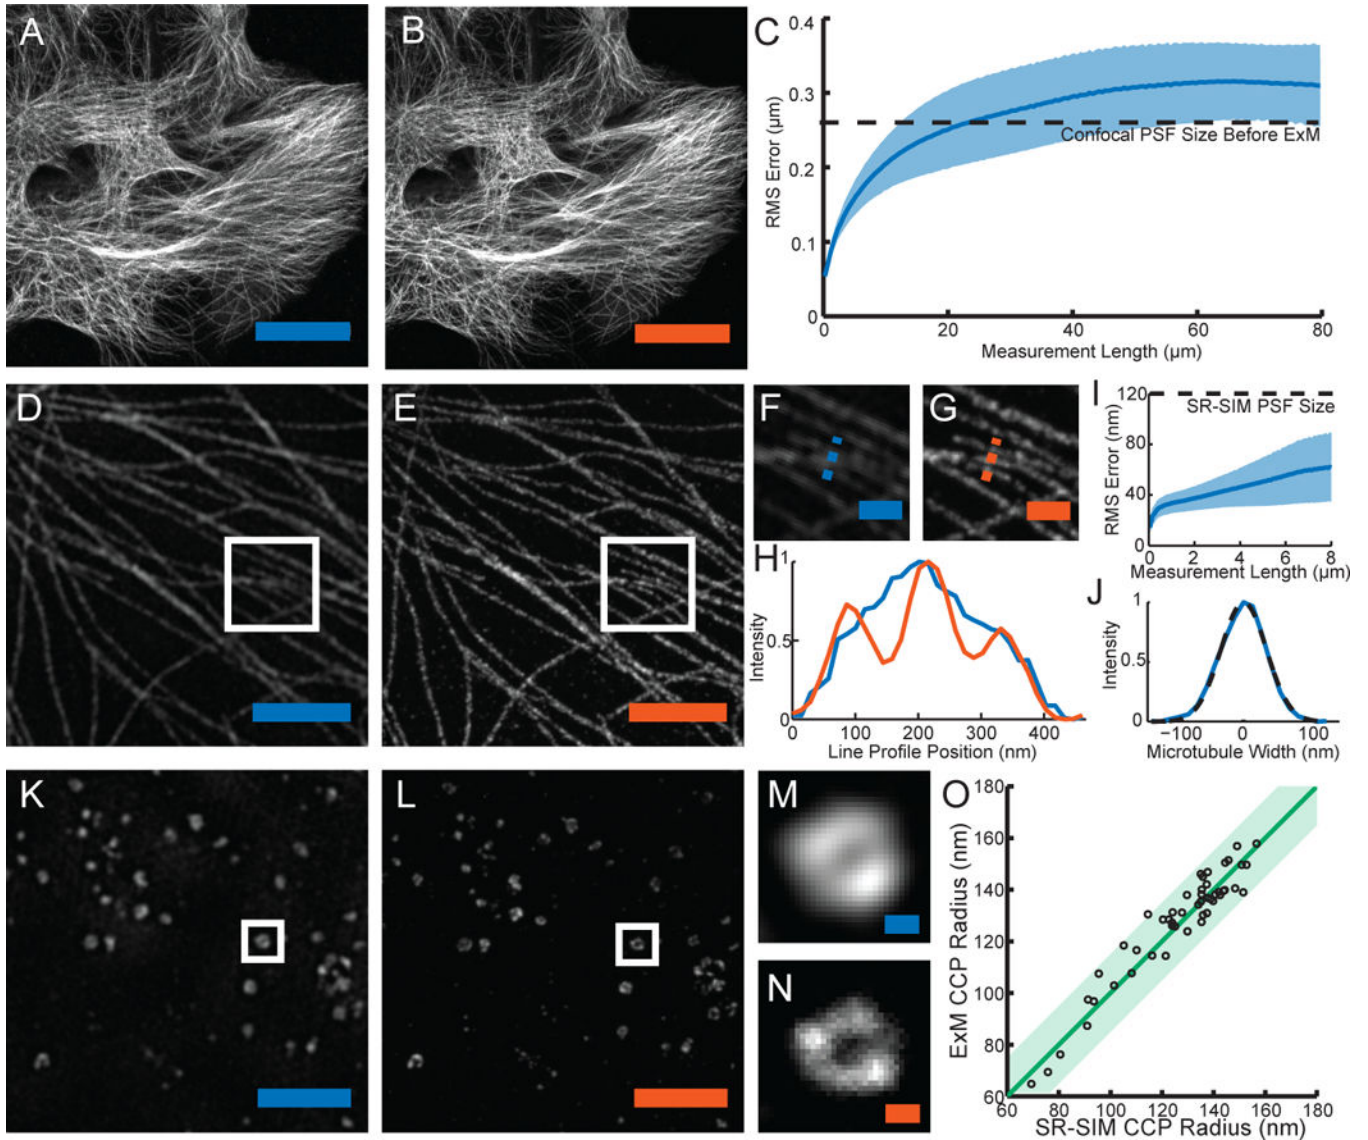 A
B
C
0.4
0.3
0.2
0.1
0
RMS Error (µm)
Confocal PSF Size Before ExM
0
20
40
60
80
Measurement Length (µm)
D
E
F
G
H
1
0.5
0
Intensity
0
100
200
300
400
Line Profile Position (nm)
I
120
80
40
0
RMS Error (nm)
SR-SIM PSF Size
0
2
4
6
8
Measurement Length (µm)
J
1
0.5
0
Intensity
−100
0
100
Microtubule Width (nm)
K
L
M
N
O
180
160
140
120
100
80
60
ExM CCP Radius (nm)
60
80
100
120
140
160
180
SR-SIM CCP Radius (nm)